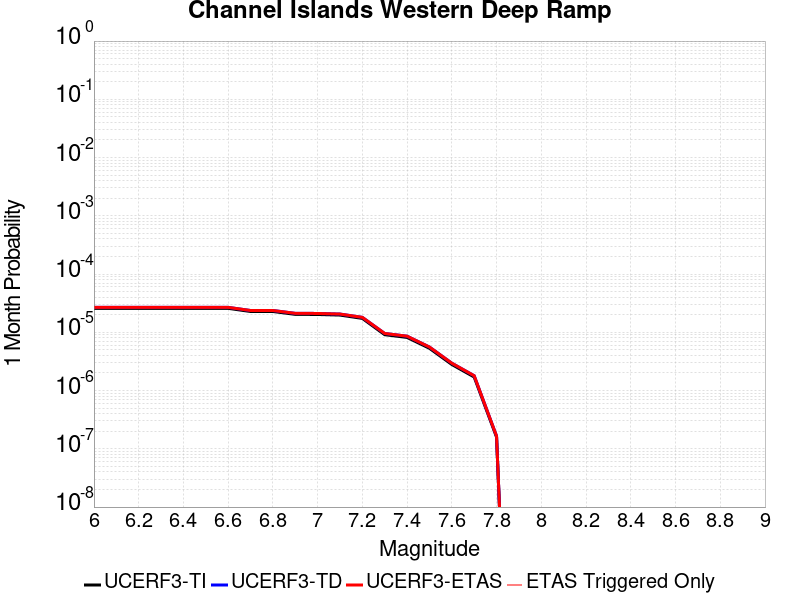 Channel Islands Western Deep Ramp
1 Month Probability
10^0
10^-1
10^-2
10^-3
10^-4
10^-5
10^-6
10^-7
10^-8
6 6.2 6.4 6.6 6.8 7 7.2 7.4 7.6 7.8 8 8.2 8.4 8.6 8.8 9
Magnitude
UCERF3-TI UCERF3-TD UCERF3-ETAS ETAS Triggered Only